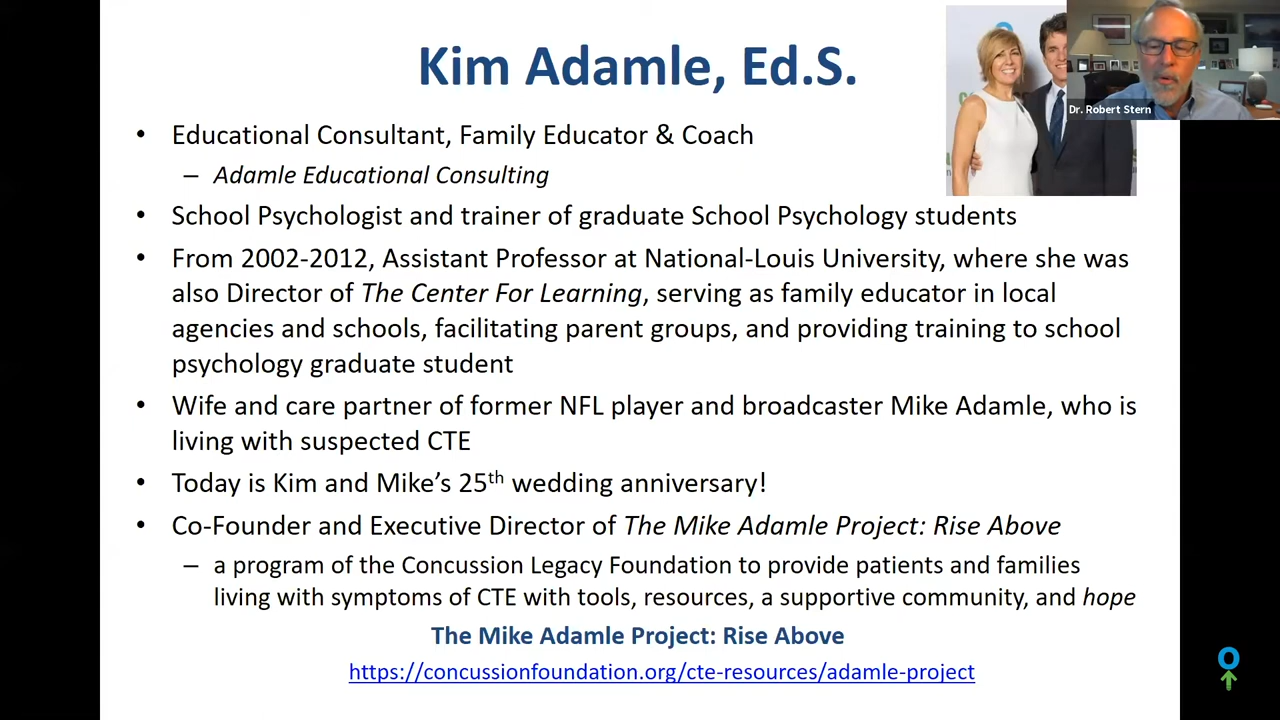 Kim Adamle, Ed.S.
Dr. Robert Stern
• Educational Consultant, Family Educator & Coach
– Adamle Educational Consulting
• School Psychologist and trainer of graduate School Psychology students
• From 2002-2012, Assistant Professor at National-Louis University, where she was
also Director of The Center For Learning, serving as family educator in local
agencies and schools, facilitating parent groups, and providing training to school
psychology graduate student
• Wife and care partner of former NFL player and broadcaster Mike Adamle, who is
living with suspected CTE
• Today is Kim and Mike’s 25th wedding anniversary!
• Co-Founder and Executive Director of The Mike Adamle Project: Rise Above
– a program of the Concussion Legacy Foundation to provide patients and families
living with symptoms of CTE with tools, resources, a supportive community, and hope
The Mike Adamle Project: Rise Above
https://concussionfoundation.org/cte-resources/adamle-project